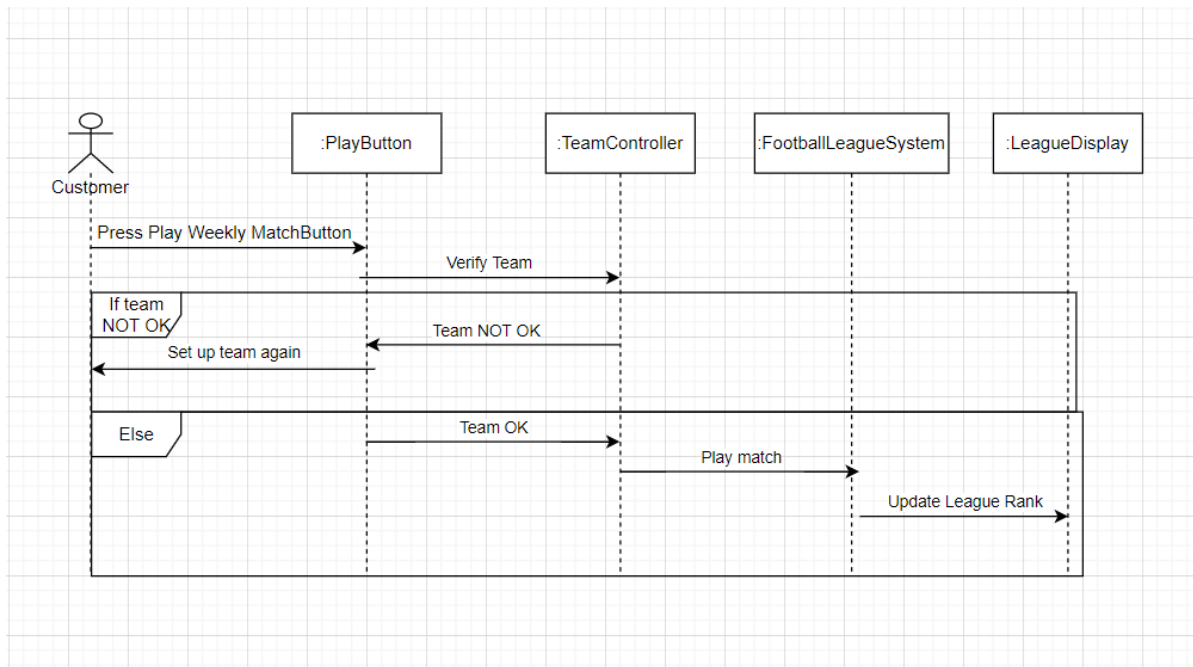 :PlayButton
:TeamController
:FootballLeagueSystem
:LeagueDisplay
Customer
Press Play Weekly MatchButton
Verify Team
If team
NOT OK
Team NOT OK
Set up team again
Else
Team OK
Play match
Update League Rank